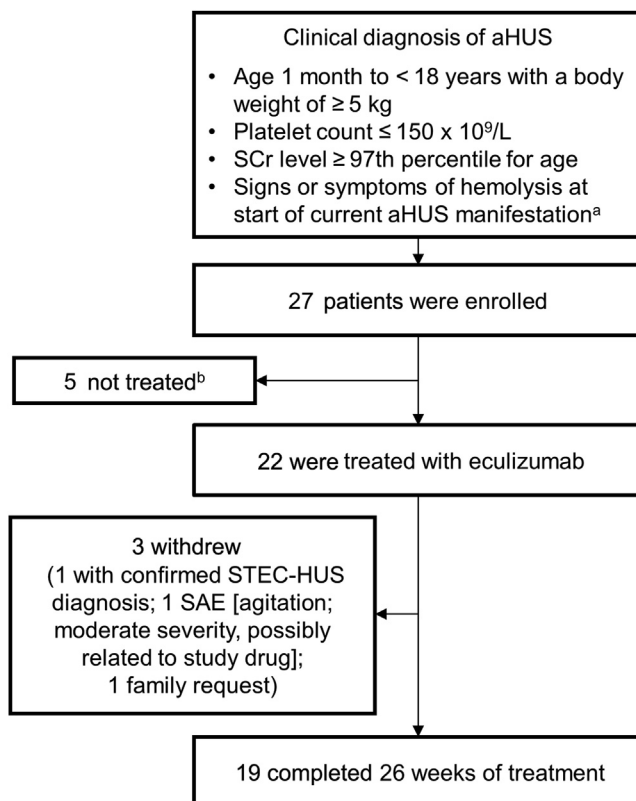 Clinical diagnosis of aHUS
• Age 1 month to < 18 years with a body
weight of ≥ 5 kg
• Platelet count ≤ 150 x 10⁹/L
• SCr level ≥ 97th percentile for age
• Signs or symptoms of hemolysis at
start of current aHUS manifestationᵃ
27 patients were enrolled
5 not treatedᵇ
22 were treated with eculizumab
3 withdrew
(1 with confirmed STEC-HUS
diagnosis; 1 SAE [agitation;
moderate severity, possibly
related to study drug];
1 family request)
19 completed 26 weeks of treatment